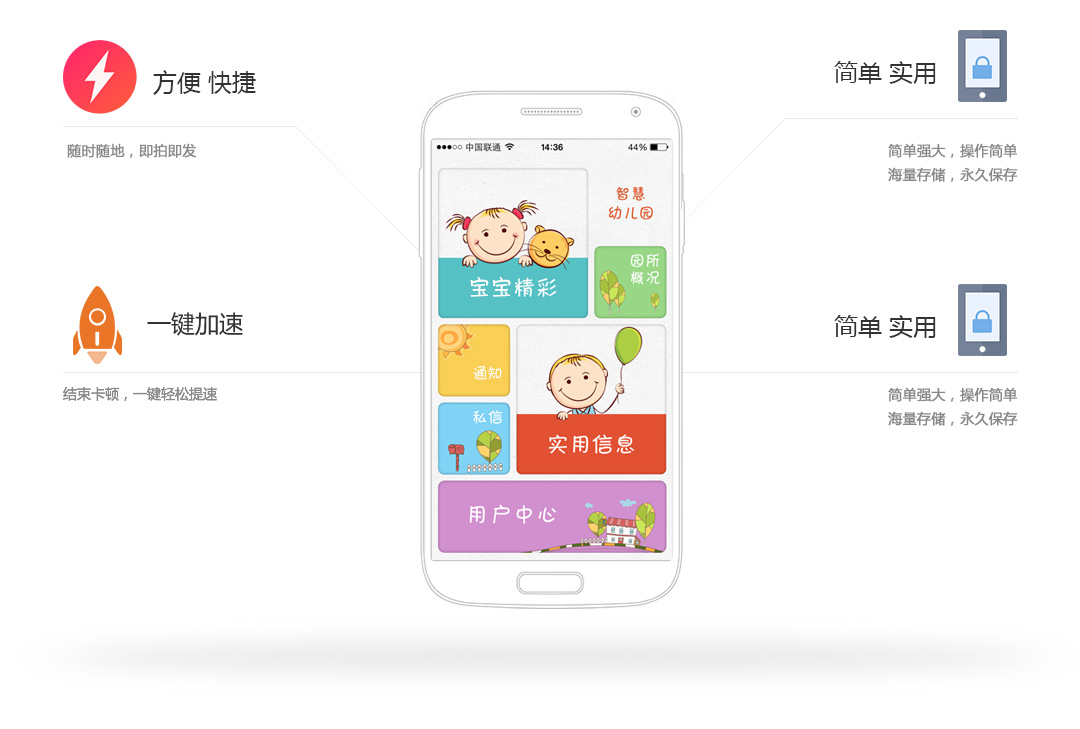 方便 快捷
随时随地，即拍即发
一键加速
结束卡顿，一键轻松提速
中国联通
14:36
44%
智慧
幼儿园
宝宝精彩
园所
概况
通知
私信
实用信息
用户中心
简单 实用
简单强大，操作简单
海量存储，永久保存
简单 实用
简单强大，操作简单
海量存储，永久保存